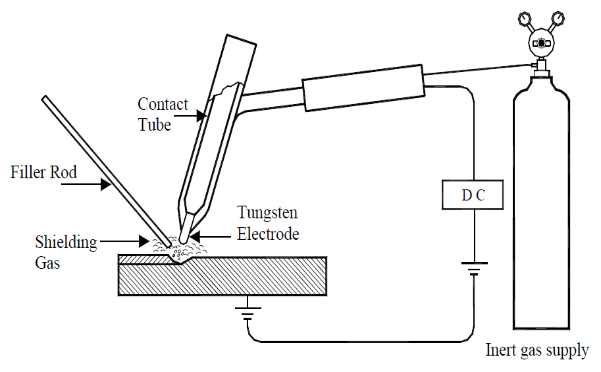 Contact
Tube
Filler Rod
Tungsten
Electrode
Shielding
Gas
D C
Inert gas supply